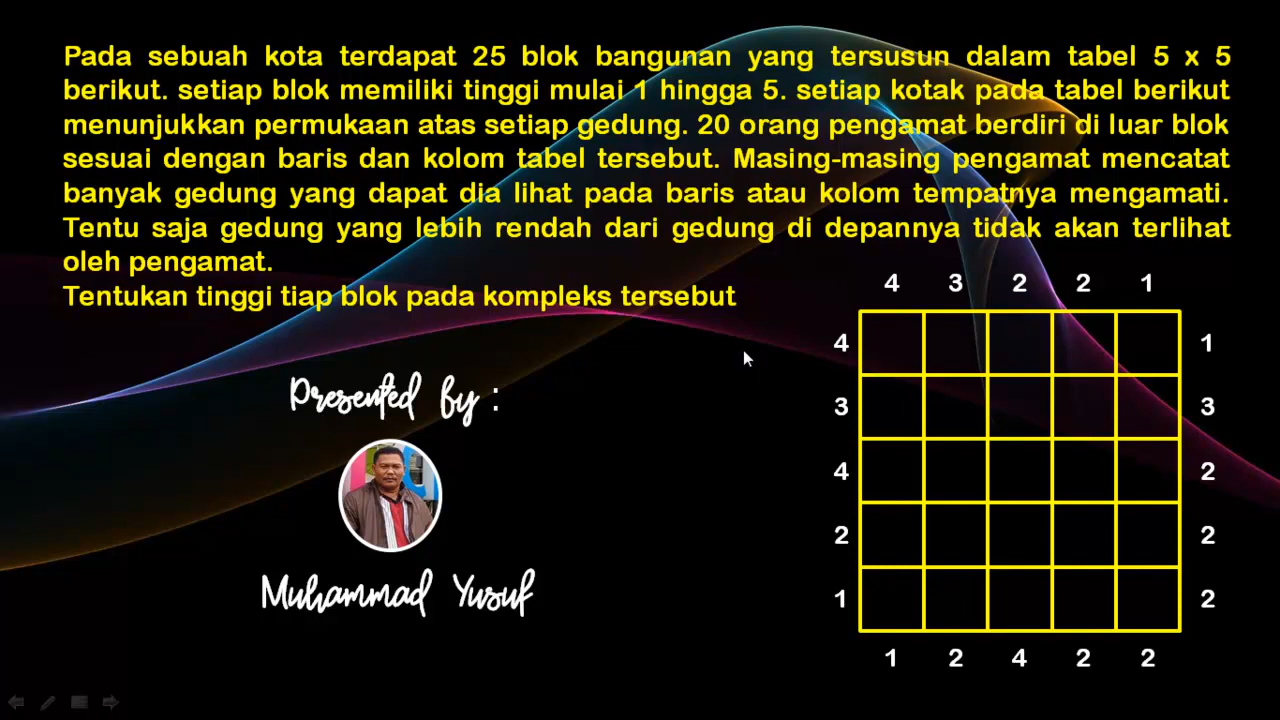 Pada sebuah kota terdapat 25 blok bangunan yang tersusun dalam tabel 5 x 5
berikut. setiap blok memiliki tinggi mulai 1 hingga 5. setiap kotak pada tabel berikut
menunjukkan permukaan atas setiap gedung. 20 orang pengamat berdiri di luar blok
sesuai dengan baris dan kolom tabel tersebut. Masing-masing pengamat mencatat
banyak gedung yang dapat dia lihat pada baris atau kolom tempatnya mengamati.
Tentu saja gedung yang lebih rendah dari gedung di depannya tidak akan terlihat
oleh pengamat.
Tentukan tinggi tiap blok pada kompleks tersebut
4 3 2 2 1
4 1
3 3
4 2
2 2
1 2
1 2 4 2 2
Presented by :
Muhammad Yusuf